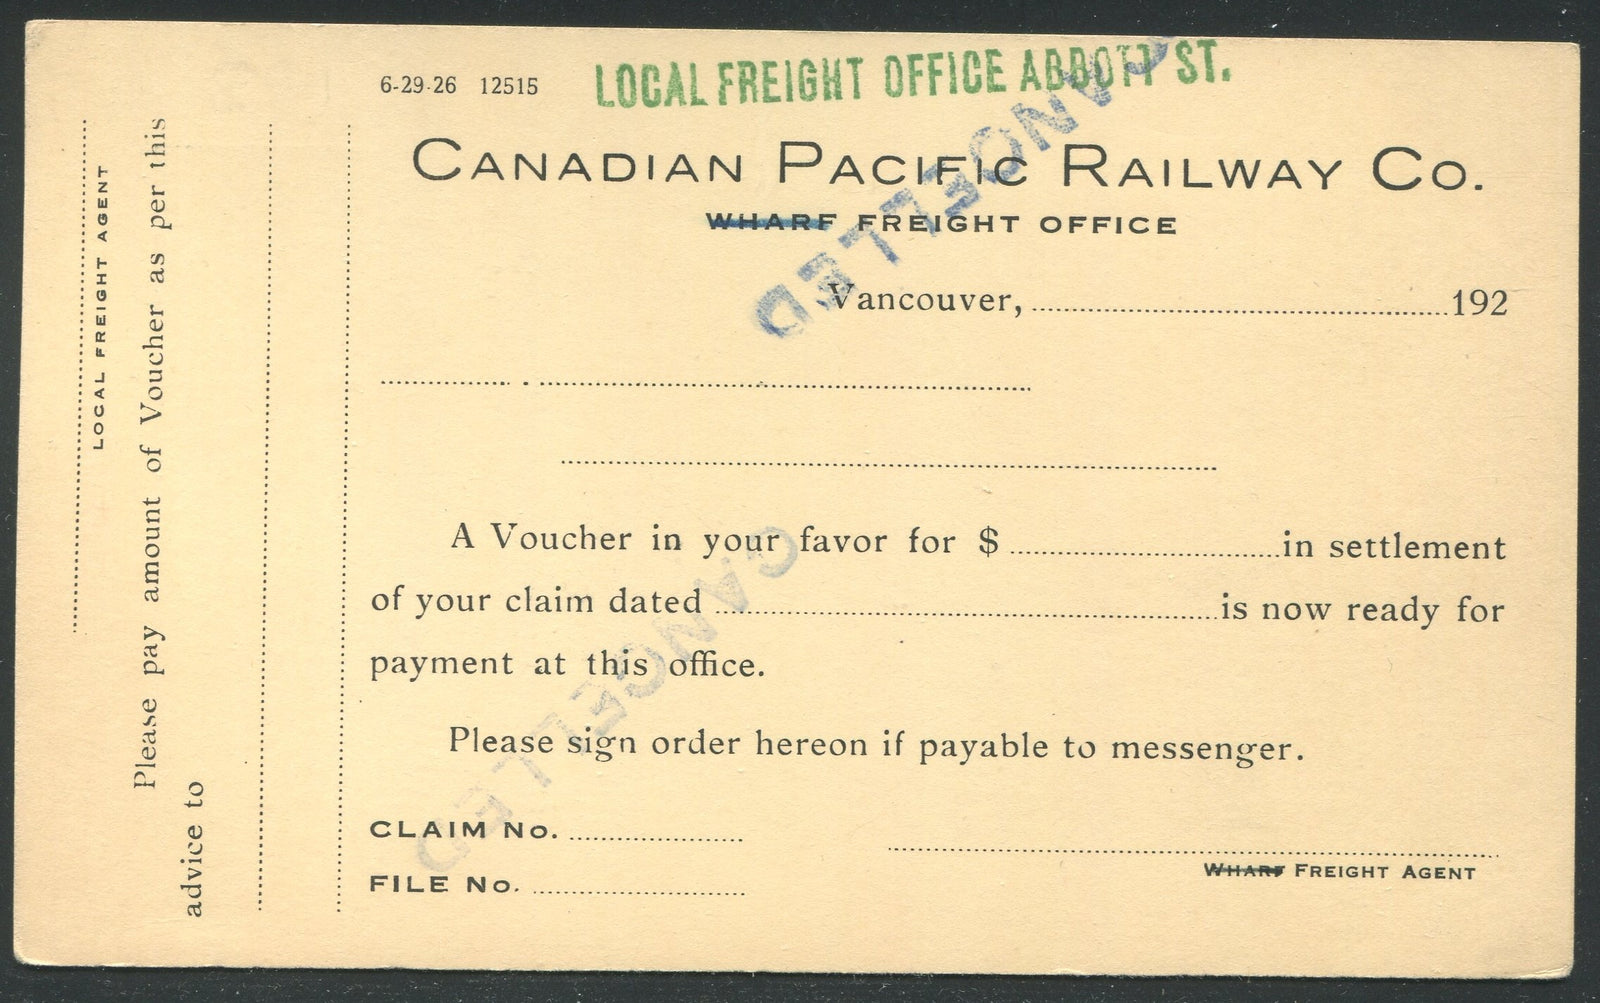 LOCAL FREIGHT OFFICE ABBOTT ST.
6-29-26 12515
CANADIAN PACIFIC RAILWAY CO.
WHARF FREIGHT OFFICE
CANCELLED
Vancouver, 192
A Voucher in your favor for $ in settlement
of your claim dated is now ready for
payment at this office.
CANCELLED
Please sign order hereon if payable to messenger.
CLAIM No.
FILE No.
WHARF FREIGHT AGENT
LOCAL FREIGHT AGENT
Please pay amount of Voucher as per this
advice to